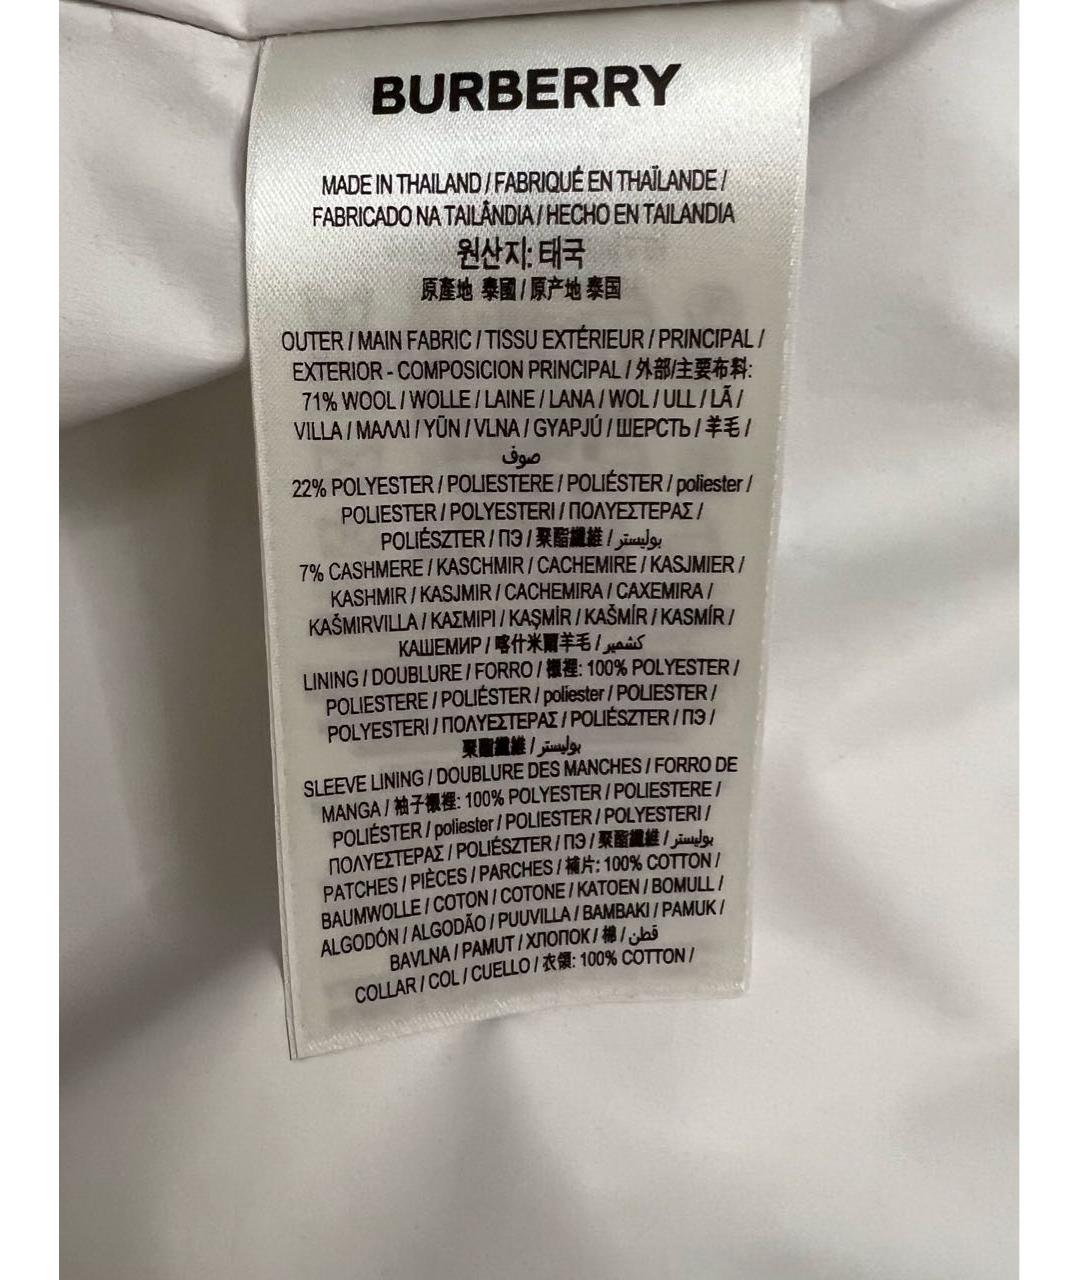 BURBERRY
MADE IN THAILAND / FABRIQUÉ EN THAÏLANDE /
FABRICADO NA TAILÂNDIA / HECHO EN TAILANDIA
원산지: 태국
原產地 泰國 / 原产地 泰国
OUTER / MAIN FABRIC / TISSU EXTÉRIEUR / PRINCIPAL /
EXTERIOR - COMPOSICION PRINCIPAL / 外部/主要布料:
71% WOOL / WOLLE / LAINE / LANA / WOL / ULL / LÃ /
VILLA / ΜΑΛΛΙ / YÜN / VLNA / GYAPJÚ / ШЕРСТЬ / 羊毛 /
صوف
22% POLYESTER / POLIESTERE / POLIÉSTER / poliester /
POLIESTER / POLYESTERI / ΠΟΛΥΕΣΤΕΡΑΣ /
POLIÉSZTER / ПЭ / 聚酯纖維 / بوليستر
7% CASHMERE / KASCHMIR / CACHEMIRE / KASJMIER /
KASHMIR / KASJMIR / CACHEMIRA / CAXEMIRA /
KAŠMIRVILLA / ΚΑΣΜΙΡΙ / KAŞMİR / KAŠMÍR / KASMÍR /
КАШЕМИР / 喀什米爾羊毛 / كشمير
LINING / DOUBLURE / FORRO / 襯裡: 100% POLYESTER /
POLIESTERE / POLIÉSTER / poliester / POLIESTER /
POLYESTERI / ΠΟΛΥΕΣΤΕΡΑΣ / POLIÉSZTER / ПЭ /
聚酯纖維 / بوليستر
SLEEVE LINING / DOUBLURE DES MANCHES / FORRO DE
MANGA / 袖子襯裡: 100% POLYESTER / POLIESTERE /
POLIÉSTER / poliester / POLIESTER / POLYESTERI /
ΠΟΛΥΕΣΤΕΡΑΣ / POLIÉSZTER / ПЭ / 聚酯纖維 / بوليستر
PATCHES / PIÈCES / PARCHES / 補片: 100% COTTON /
BAUMWOLLE / COTON / COTONE / KATOEN / BOMULL /
ALGODÓN / ALGODÃO / PUUVILLA / BAMBAKI / PAMUK /
BAVLNA / PAMUT / ХЛОПОК / 棉 / قطن
COLLAR / COL / CUELLO / 衣領: 100% COTTON /